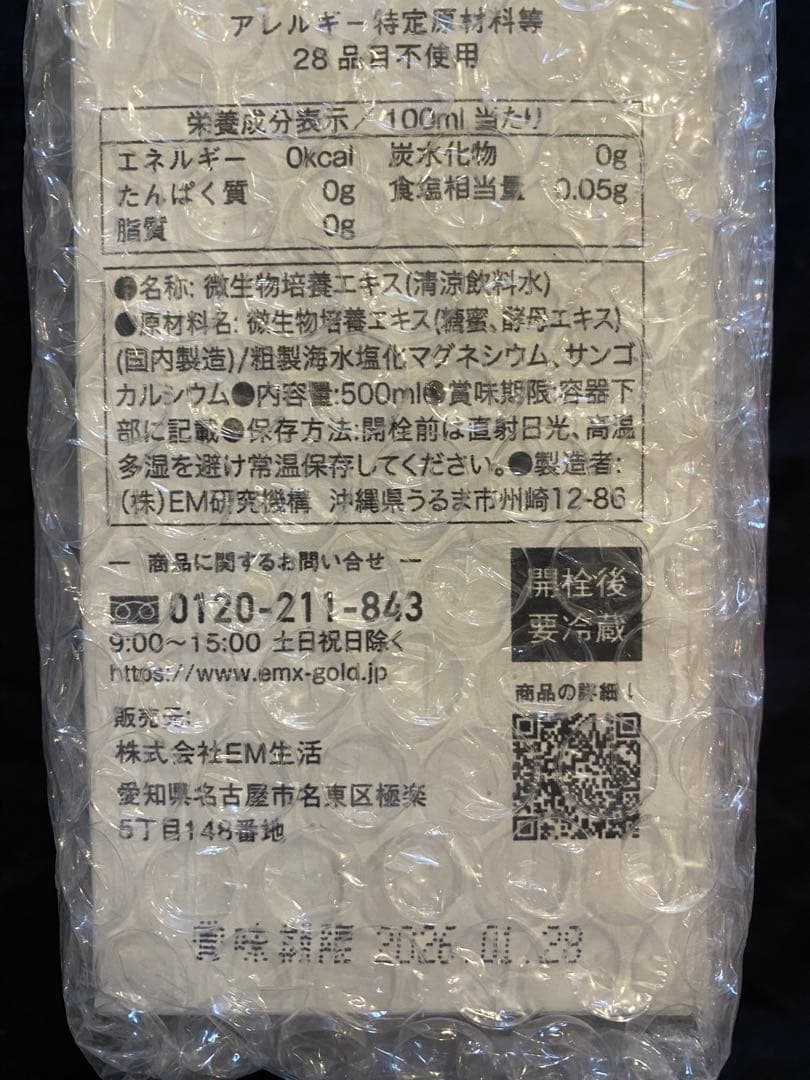 アレルギー特定原材料等
28品目不使用
栄養成分表示/100ml当たり
エネルギー 0kcal 炭水化物 0g
たんぱく質 0g 食塩相当量 0.05g
脂質 0g
●名称:微生物培養エキス(清涼飲料水)
●原材料名:微生物培養エキス(糖蜜、酵母エキス)
(国内製造)/粗製海水塩化マグネシウム、サンゴ
カルシウム●内容量:500ml●賞味期限:容器下
部に記載●保存方法:開栓前は直射日光、高温
多湿を避け常温保存してください。●製造者:
(株)EM研究機構 沖縄県うるま市州崎12-86
― 商品に関するお問い合せ ―
0120-211-843
9:00〜15:00 土日祝日除く
https://www.emx-gold.jp
開栓後
要冷蔵
商品の詳細↓
販売元:
株式会社EM生活
愛知県名古屋市名東区極楽
5丁目148番地
賞味期限 2026.01.29